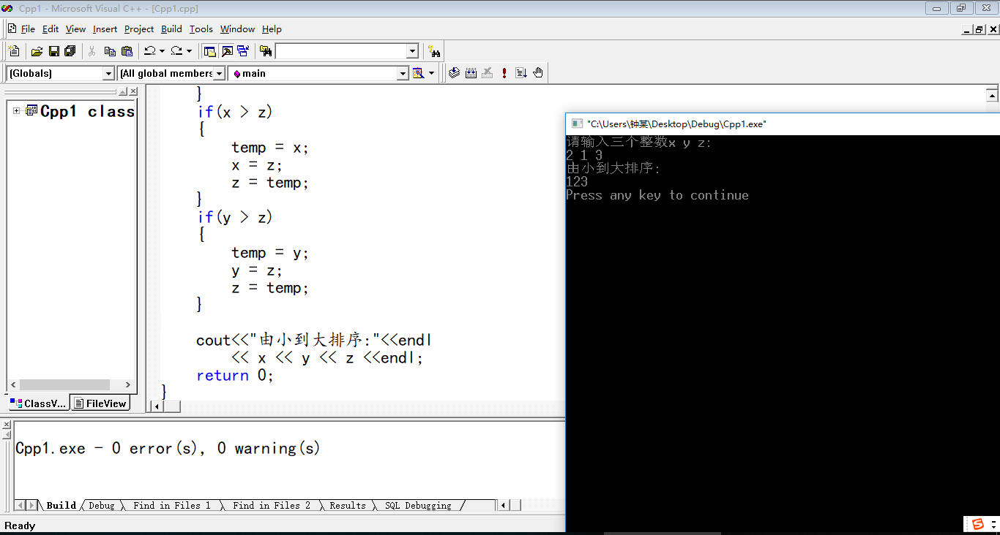 Cpp1 - Microsoft Visual C++ - [Cpp1.cpp]
File Edit View Insert Project Build Tools Window Help
(Globals) (All global members main
Cpp1 class
}
if(x > z)
{
temp = x;
x = z;
z = temp;
}
if(y > z)
{
temp = y;
y = z;
z = temp;
}
cout<<"由小到大排序:"<<endl
<< x << y << z <<endl;
return 0;
}
ClassV... FileView
"C:\Users\钟某\Desktop\Debug\Cpp1.exe"
请输入三个整数x y z:
2 1 3
由小到大排序:
123
Press any key to continue
Cpp1.exe - 0 error(s), 0 warning(s)
Build Debug Find in Files 1 Find in Files 2 Results SQL Debugging
Ready